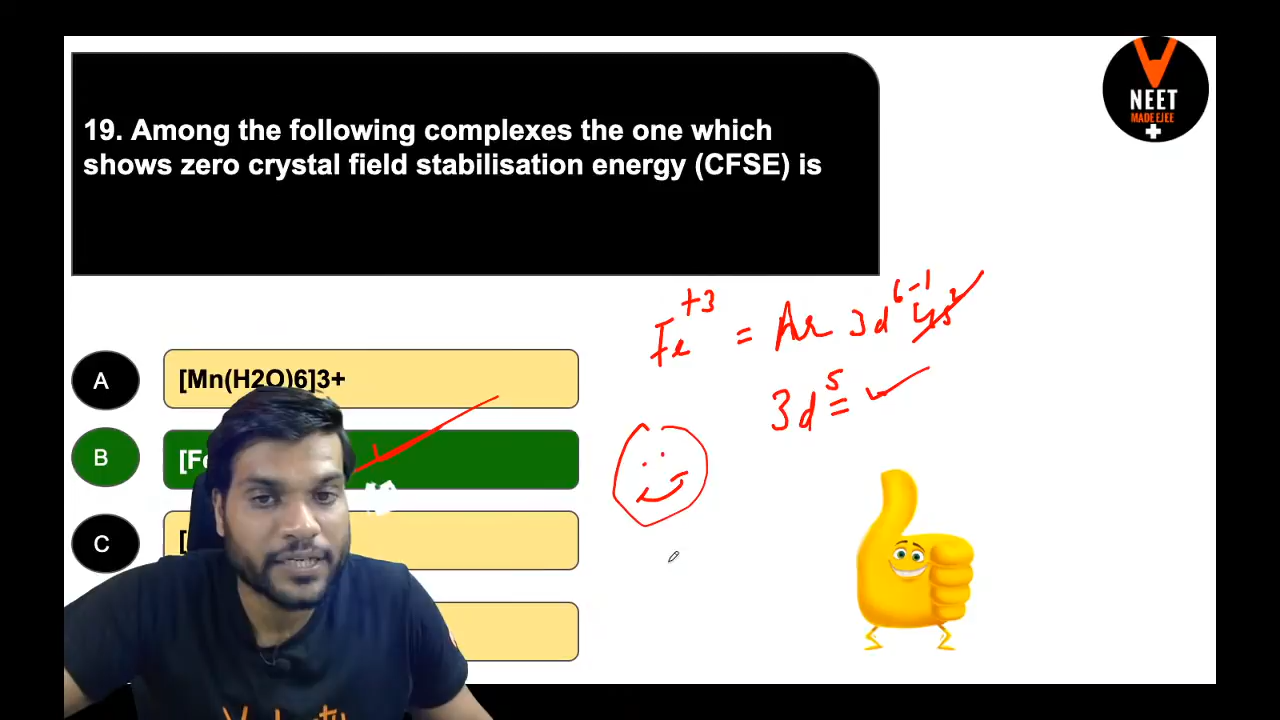 NEET
MADE EJEE
19. Among the following complexes the one which
shows zero crystal field stabilisation energy (CFSE) is
Fe+3 = Ar 3d6-1 4s2
3d5 =
A
[Mn(H2O)6]3+
B
[Fe
C
[